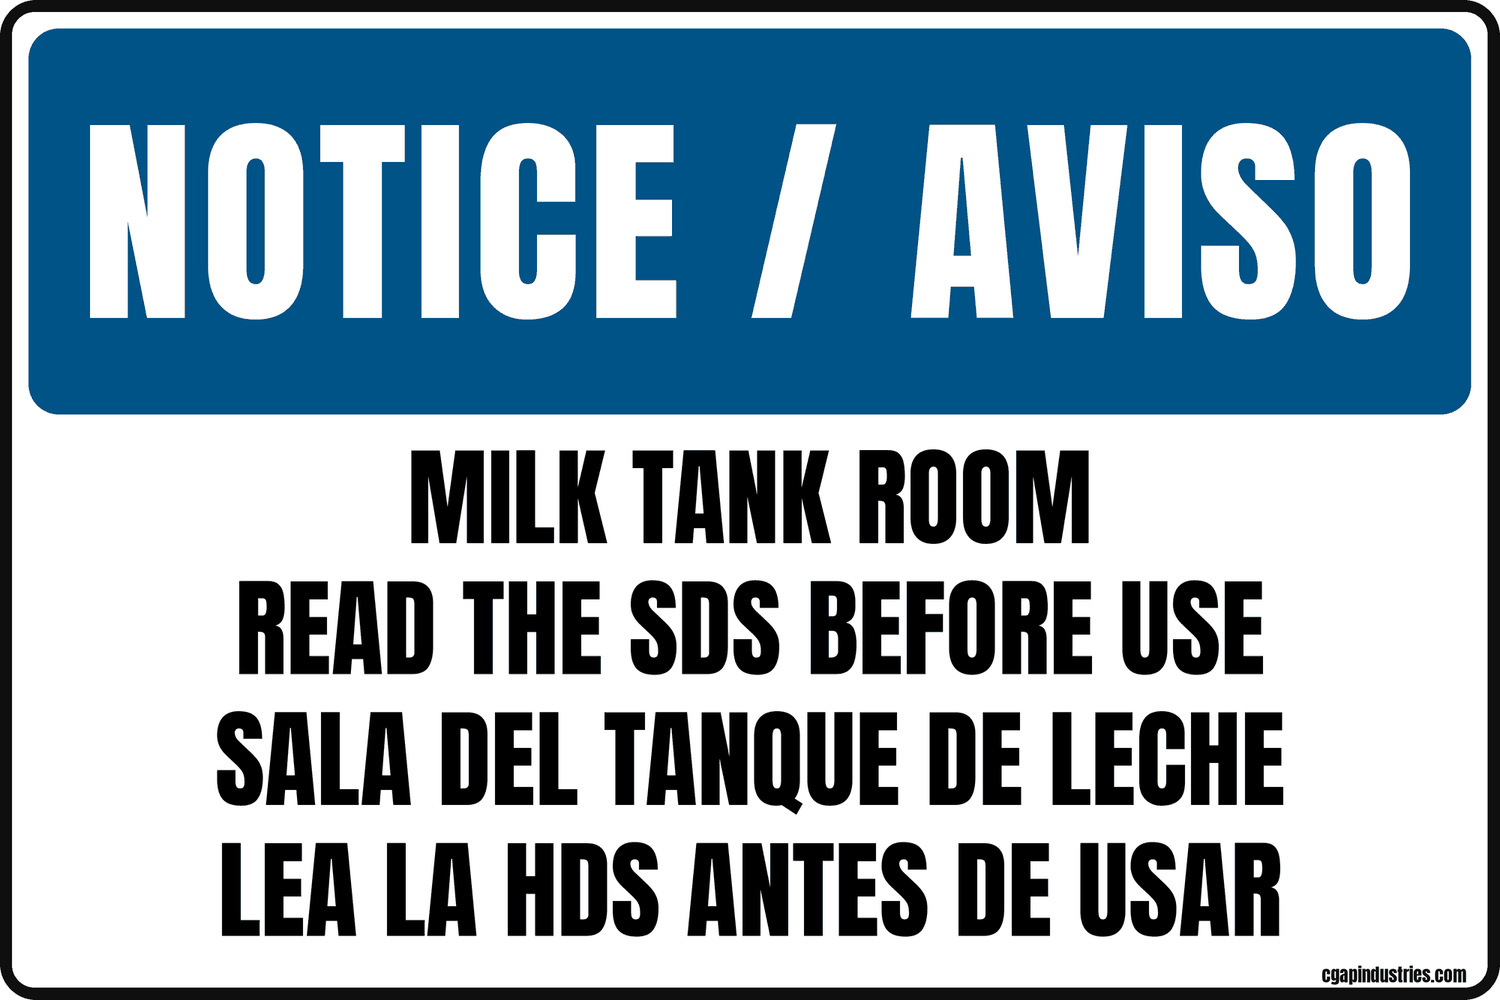 NOTICE / AVISO
MILK TANK ROOM
READ THE SDS BEFORE USE
SALA DEL TANQUE DE LECHE
LEA LA HDS ANTES DE USAR
cgapindustries.com